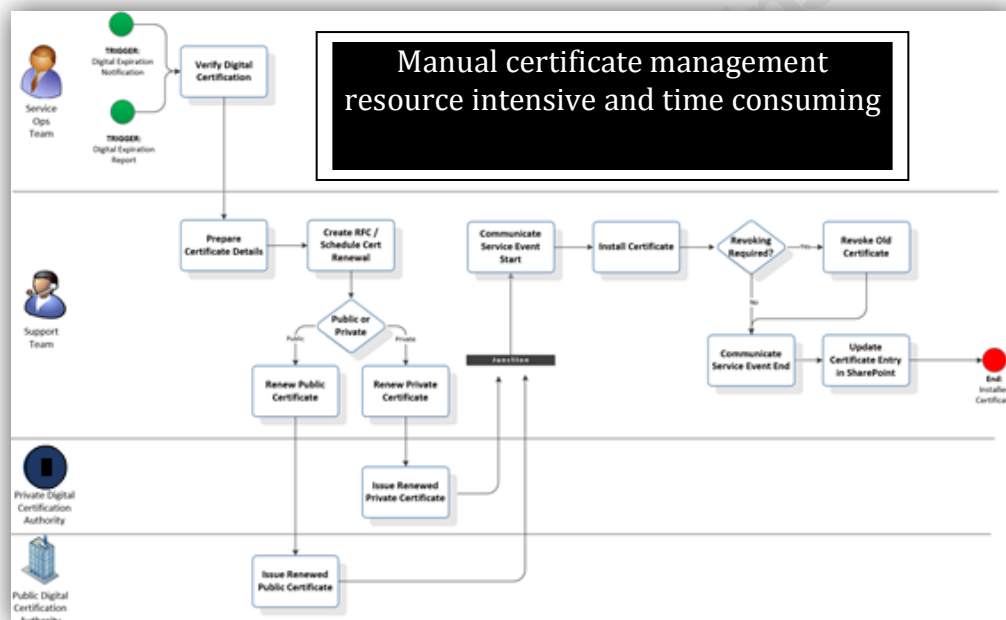 Manual certificate management
resource intensive and time consuming
TRIGGER:
Digital Expiration
Notification
Verify Digital
Certification
Service
Ops
Team
TRIGGER:
Digital Expiration
Report
Prepare
Certificate Details
Create RFC /
Schedule Cert
Renewal
Communicate
Service Event
Start
Install Certificate
Revoking
Required?
Yes
Revoke Old
Certificate
Support
Team
Public or
Private
Public
Private
No
Junction
Renew Public
Certificate
Renew Private
Certificate
Communicate
Service Event End
Update
Certificate Entry
in SharePoint
End:
Installe
Certificat
Private Digital
Certification
Authority
Issue Renewed
Private Certificate
Public Digital
Certification
Authority
Issue Renewed
Public Certificate